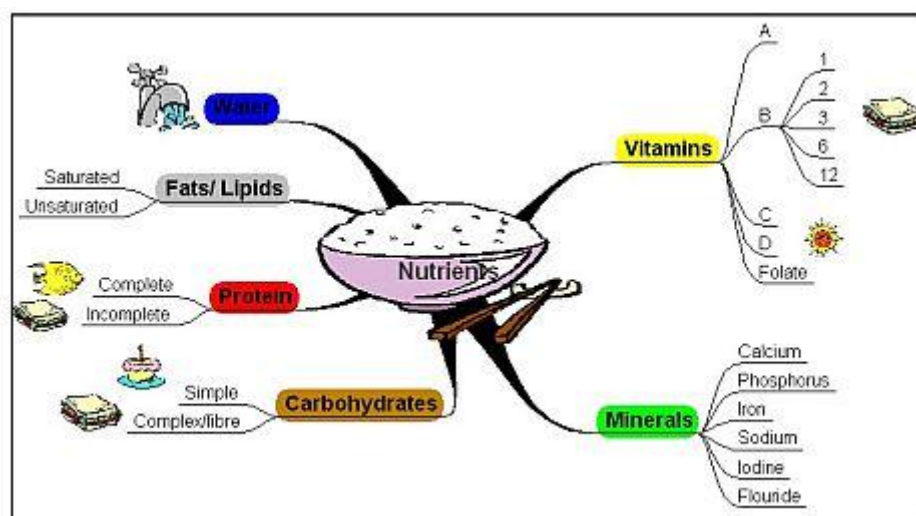 Nutrients
Water
Fats/ Lipids
Saturated
Unsaturated
Protein
Complete
Incomplete
Carbohydrates
Simple
Complex/fibre
Vitamins
A
B
1
2
3
6
12
C
D
Folate
Minerals
Calcium
Phosphorus
Iron
Sodium
Iodine
Flouride